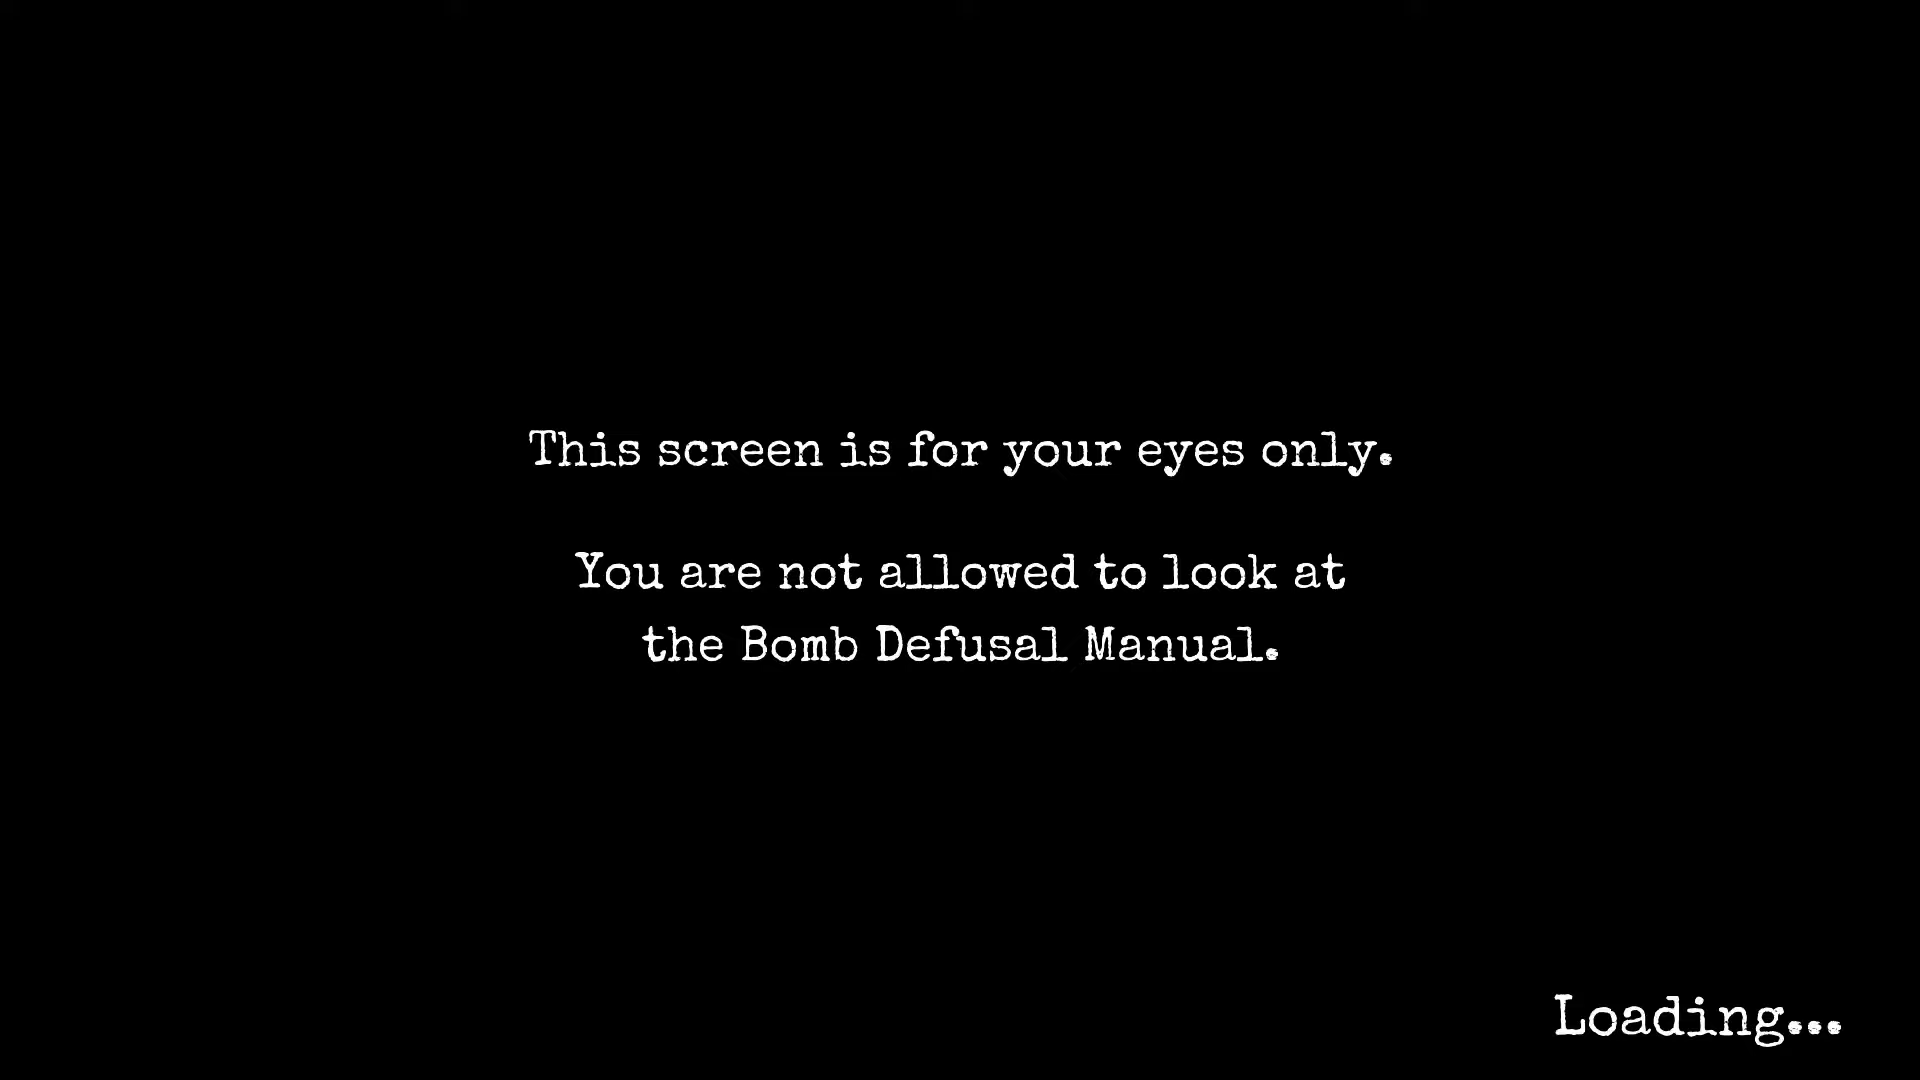 This screen is for your eyes only.
You are not allowed to look at
the Bomb Defusal Manual.
Loading...